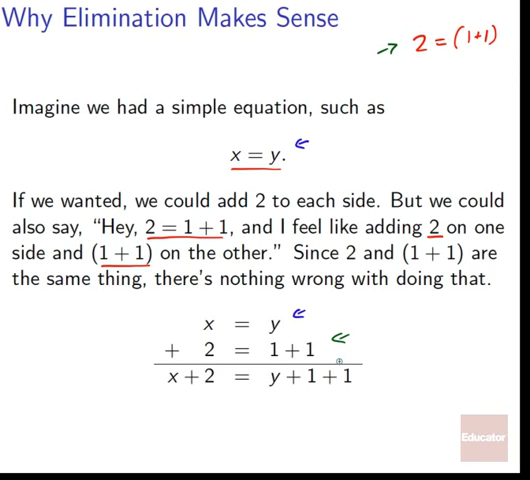 Why Elimination Makes Sense
→ 2 = (1+1)
Imagine we had a simple equation, such as
x = y.
If we wanted, we could add 2 to each side. But we could
also say, “Hey, 2 = 1 + 1, and I feel like adding 2 on one
side and (1 + 1) on the other.” Since 2 and (1 + 1) are
the same thing, there's nothing wrong with doing that.
x = y
+ 2 = 1 + 1
x + 2 = y + 1 + 1
Educator